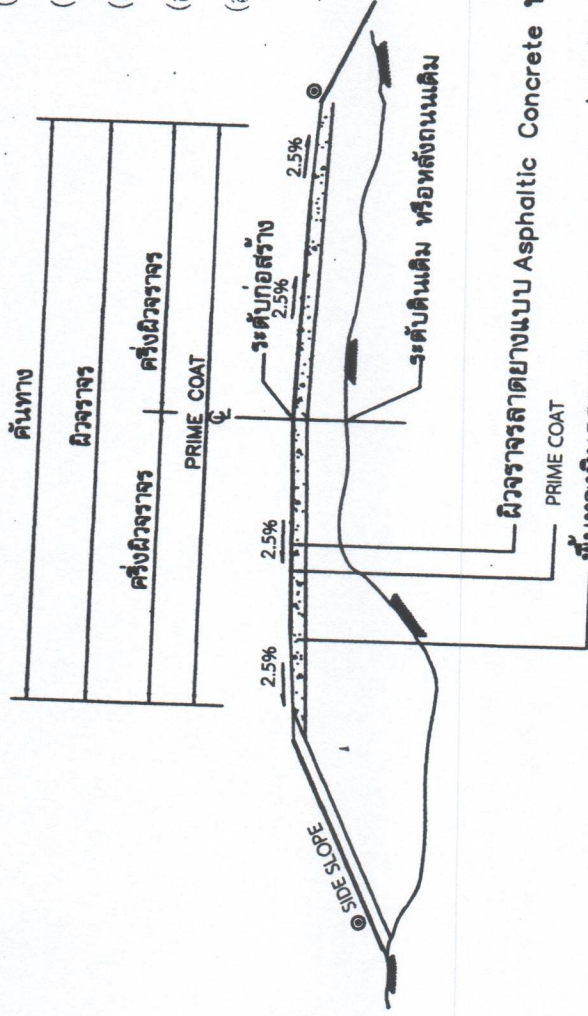 คันทาง
ผิวจราจร
ครึ่งผิวจราจร ครึ่งผิวจราจร
PRIME COAT
℄
ระดับก่อสร้าง
2.5% 2.5% 2.5% 2.5%
SIDE SLOPE
ระดับดินเดิม หรือหลังถนนเดิม
ผิวจราจรลาดยางแบบ Asphaltic Concrete
PRIME COAT